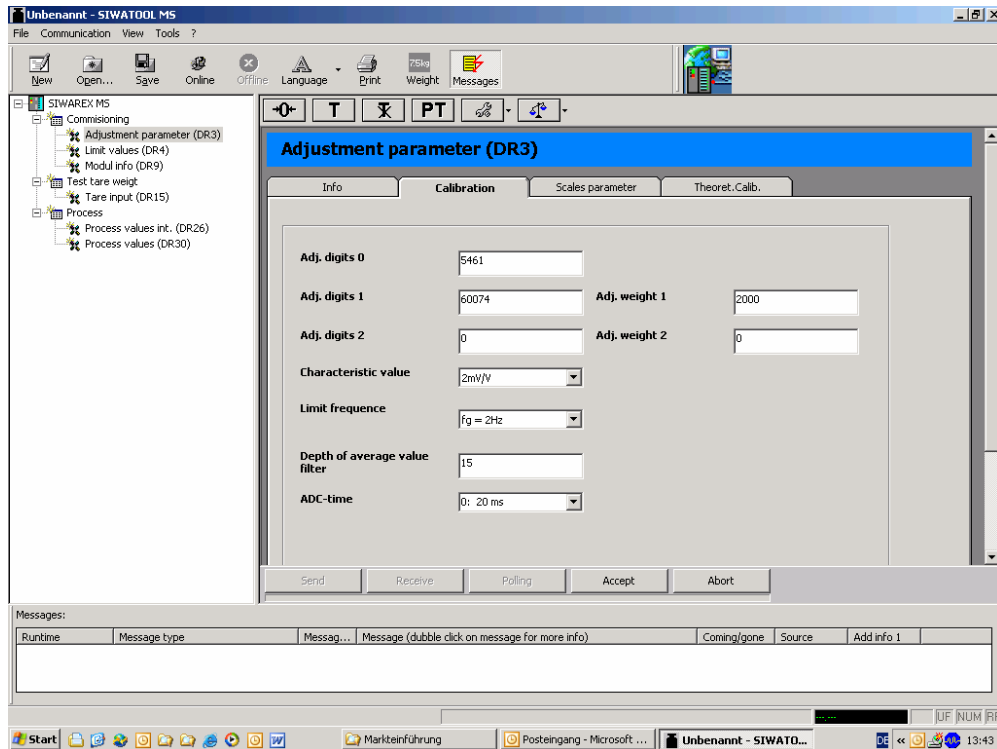 Unbenannt - SIWATOOL MS
File Communication View Tools ?
New Open... Save Online Offline Language Print 7.5kg Weight Messages
SIWAREX MS
Commisioning
Adjustment parameter (DR3)
Limit values (DR4)
Modul info (DR9)
Test tare weigt
Tare input (DR15)
Process
Process values int. (DR26)
Process values (DR30)
→0← T T PT
Adjustment parameter (DR3)
Info Calibration Scales parameter Theoret.Calib.
Adj. digits 0 5461
Adj. digits 1 60074 Adj. weight 1 2000
Adj. digits 2 0 Adj. weight 2 0
Characteristic value 2mV/V
Limit frequence fg = 2Hz
Depth of average value
filter 15
ADC-time 0: 20 ms
Send Receive Polling Accept Abort
Messages:
Runtime Message type Messag... Message (dubble click on message for more info) Coming/gone Source Add info 1
--,--- UF NUM
Start Markteinführung Posteingang - Microsoft ... Unbenannt - SIWATO... DE « 13:43